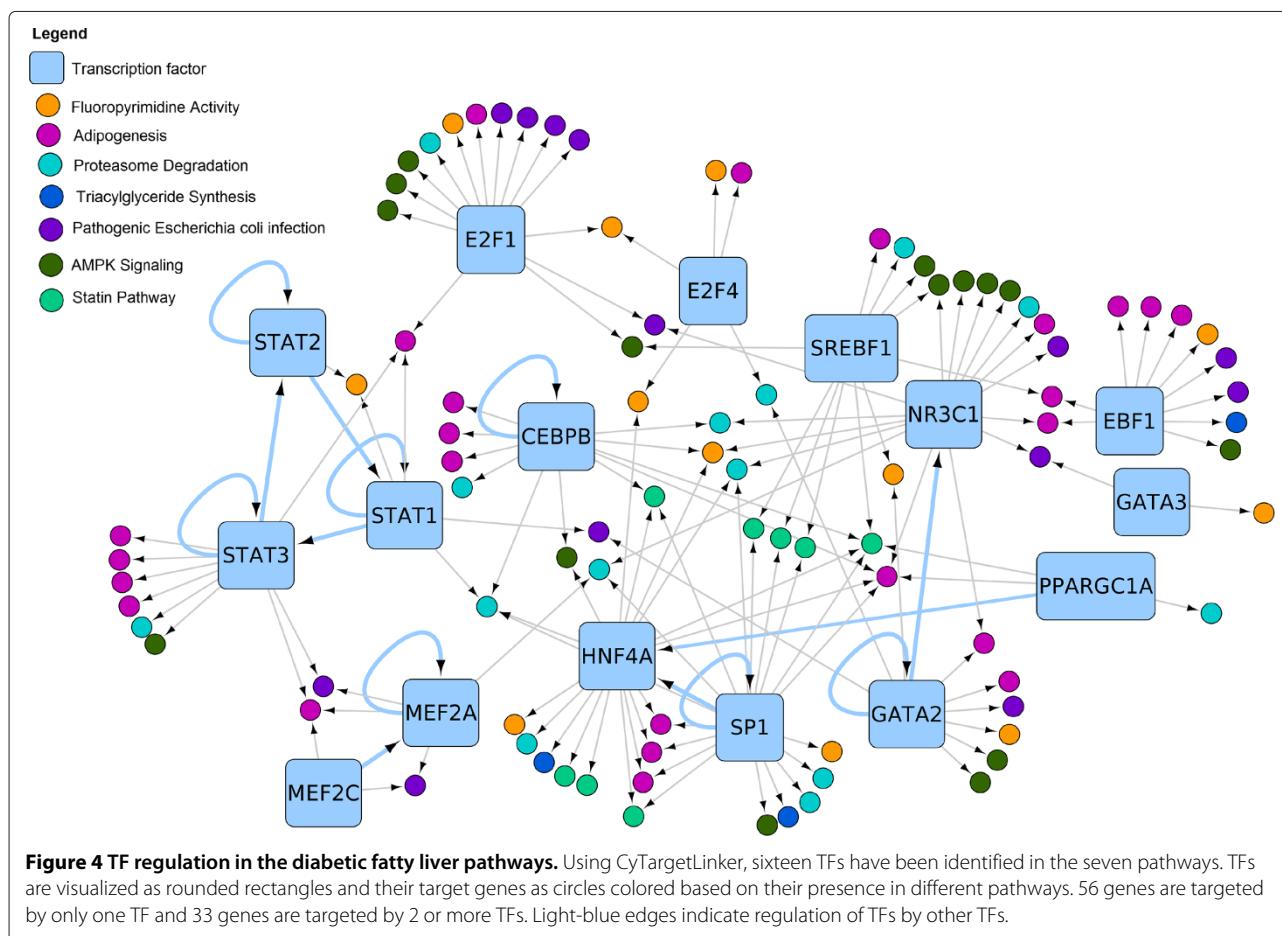 Legend
Transcription factor
Fluoropyrimidine Activity
Adipogenesis
Proteasome Degradation
Triacylglyceride Synthesis
Pathogenic Escherichia coli infection
AMPK Signaling
Statin Pathway
E2F1
E2F4
STAT2
SREBF1
NR3C1
EBF1
CEBPB
GATA3
STAT1
STAT3
PPARGC1A
HNF4A
MEF2A
SP1
GATA2
MEF2C
Figure 4 TF regulation in the diabetic fatty liver pathways. Using CyTargetLinker, sixteen TFs have been identified in the seven pathways. TFs
are visualized as rounded rectangles and their target genes as circles colored based on their presence in different pathways. 56 genes are targeted
by only one TF and 33 genes are targeted by 2 or more TFs. Light-blue edges indicate regulation of TFs by other TFs.